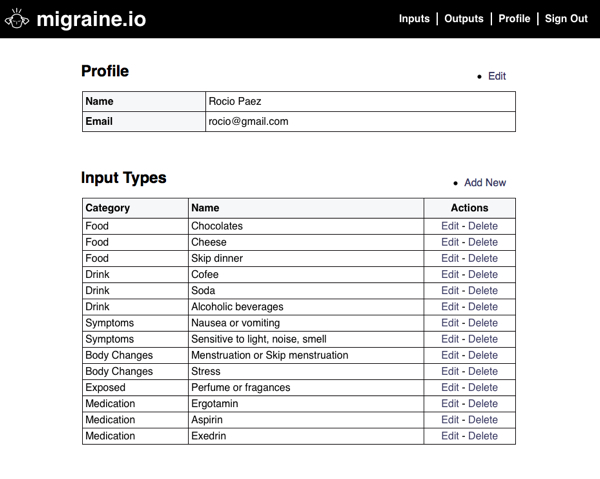 migraine.io
Inputs | Outputs | Profile | Sign Out
Profile
Edit
Name Rocio Paez
Email rocio@gmail.com
Input Types
Add New
Category Name Actions
Food Chocolates Edit - Delete
Food Cheese Edit - Delete
Food Skip dinner Edit - Delete
Drink Cofee Edit - Delete
Drink Soda Edit - Delete
Drink Alcoholic beverages Edit - Delete
Symptoms Nausea or vomiting Edit - Delete
Symptoms Sensitive to light, noise, smell Edit - Delete
Body Changes Menstruation or Skip menstruation Edit - Delete
Body Changes Stress Edit - Delete
Exposed Perfume or fragances Edit - Delete
Medication Ergotamin Edit - Delete
Medication Aspirin Edit - Delete
Medication Exedrin Edit - Delete